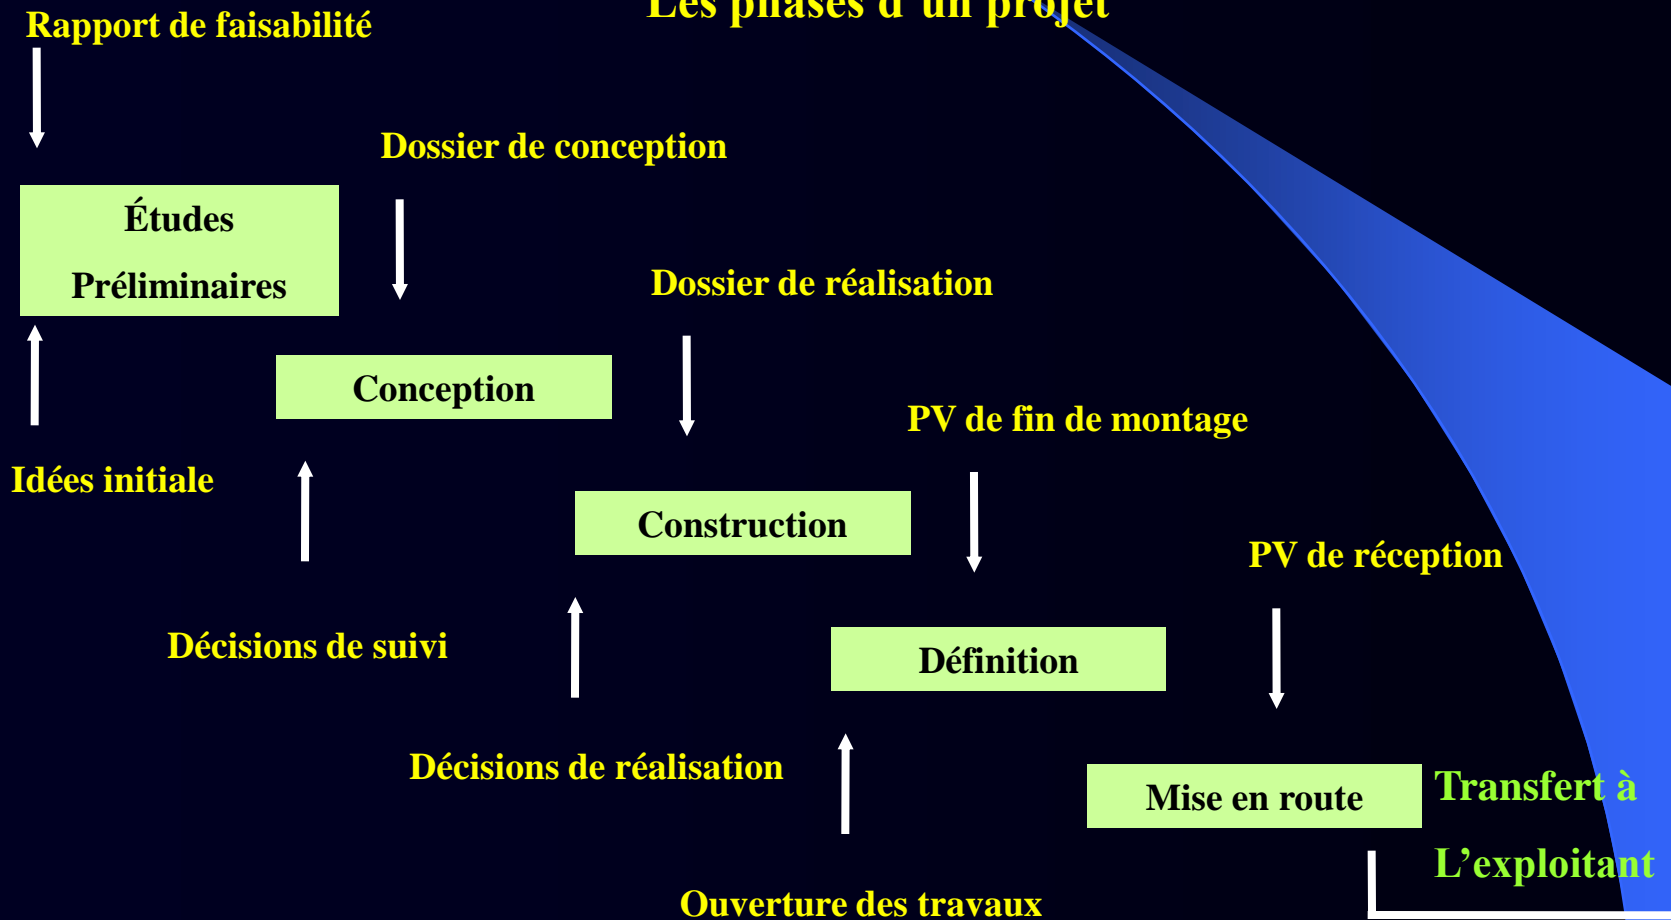 Les phases d'un projet
Rapport de faisabilité
Dossier de conception
Études
Préliminaires
Dossier de réalisation
Conception
PV de fin de montage
Idées initiale
Construction
PV de réception
Décisions de suivi
Définition
Décisions de réalisation
Mise en route
Transfert à
L’exploitant
Ouverture des travaux